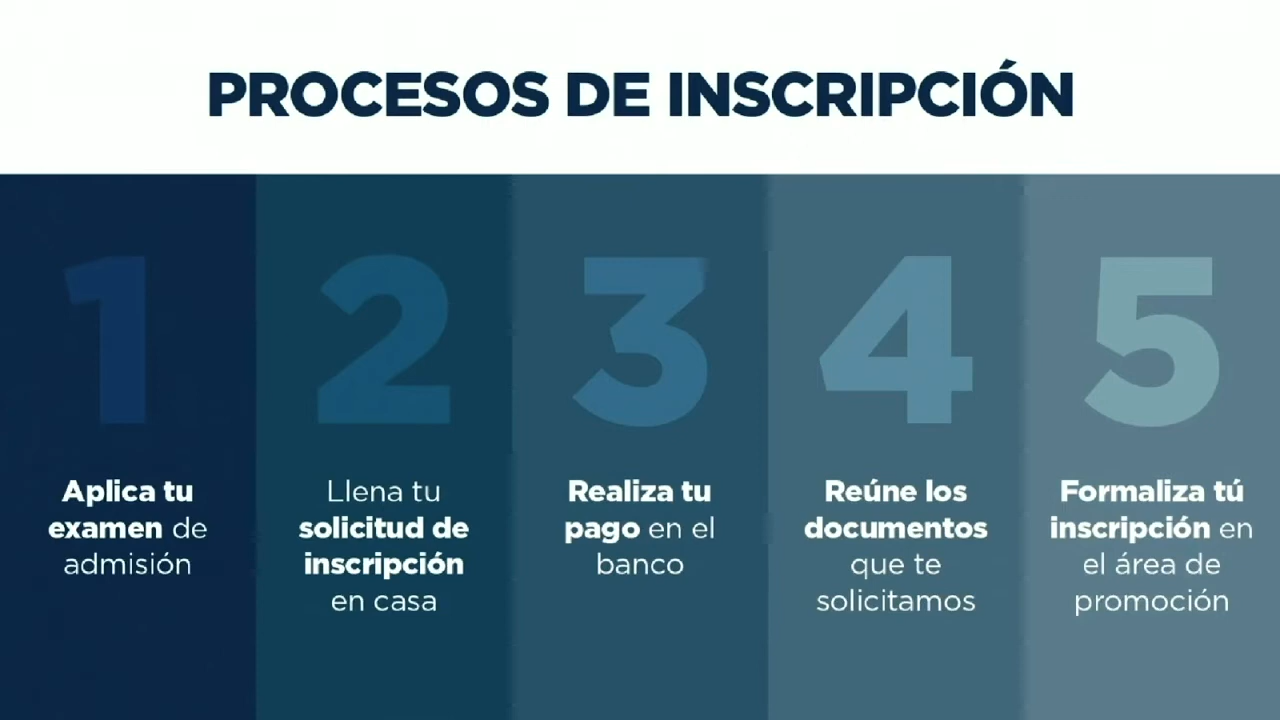 PROCESOS DE INSCRIPCIÓN
1
Aplica tu
examen de
admisión
2
Llena tu
solicitud de
inscripción
en casa
3
Realiza tu
pago en el
banco
4
Reúne los
documentos
que te
solicitamos
5
Formaliza tú
inscripción en
el área de
promoción